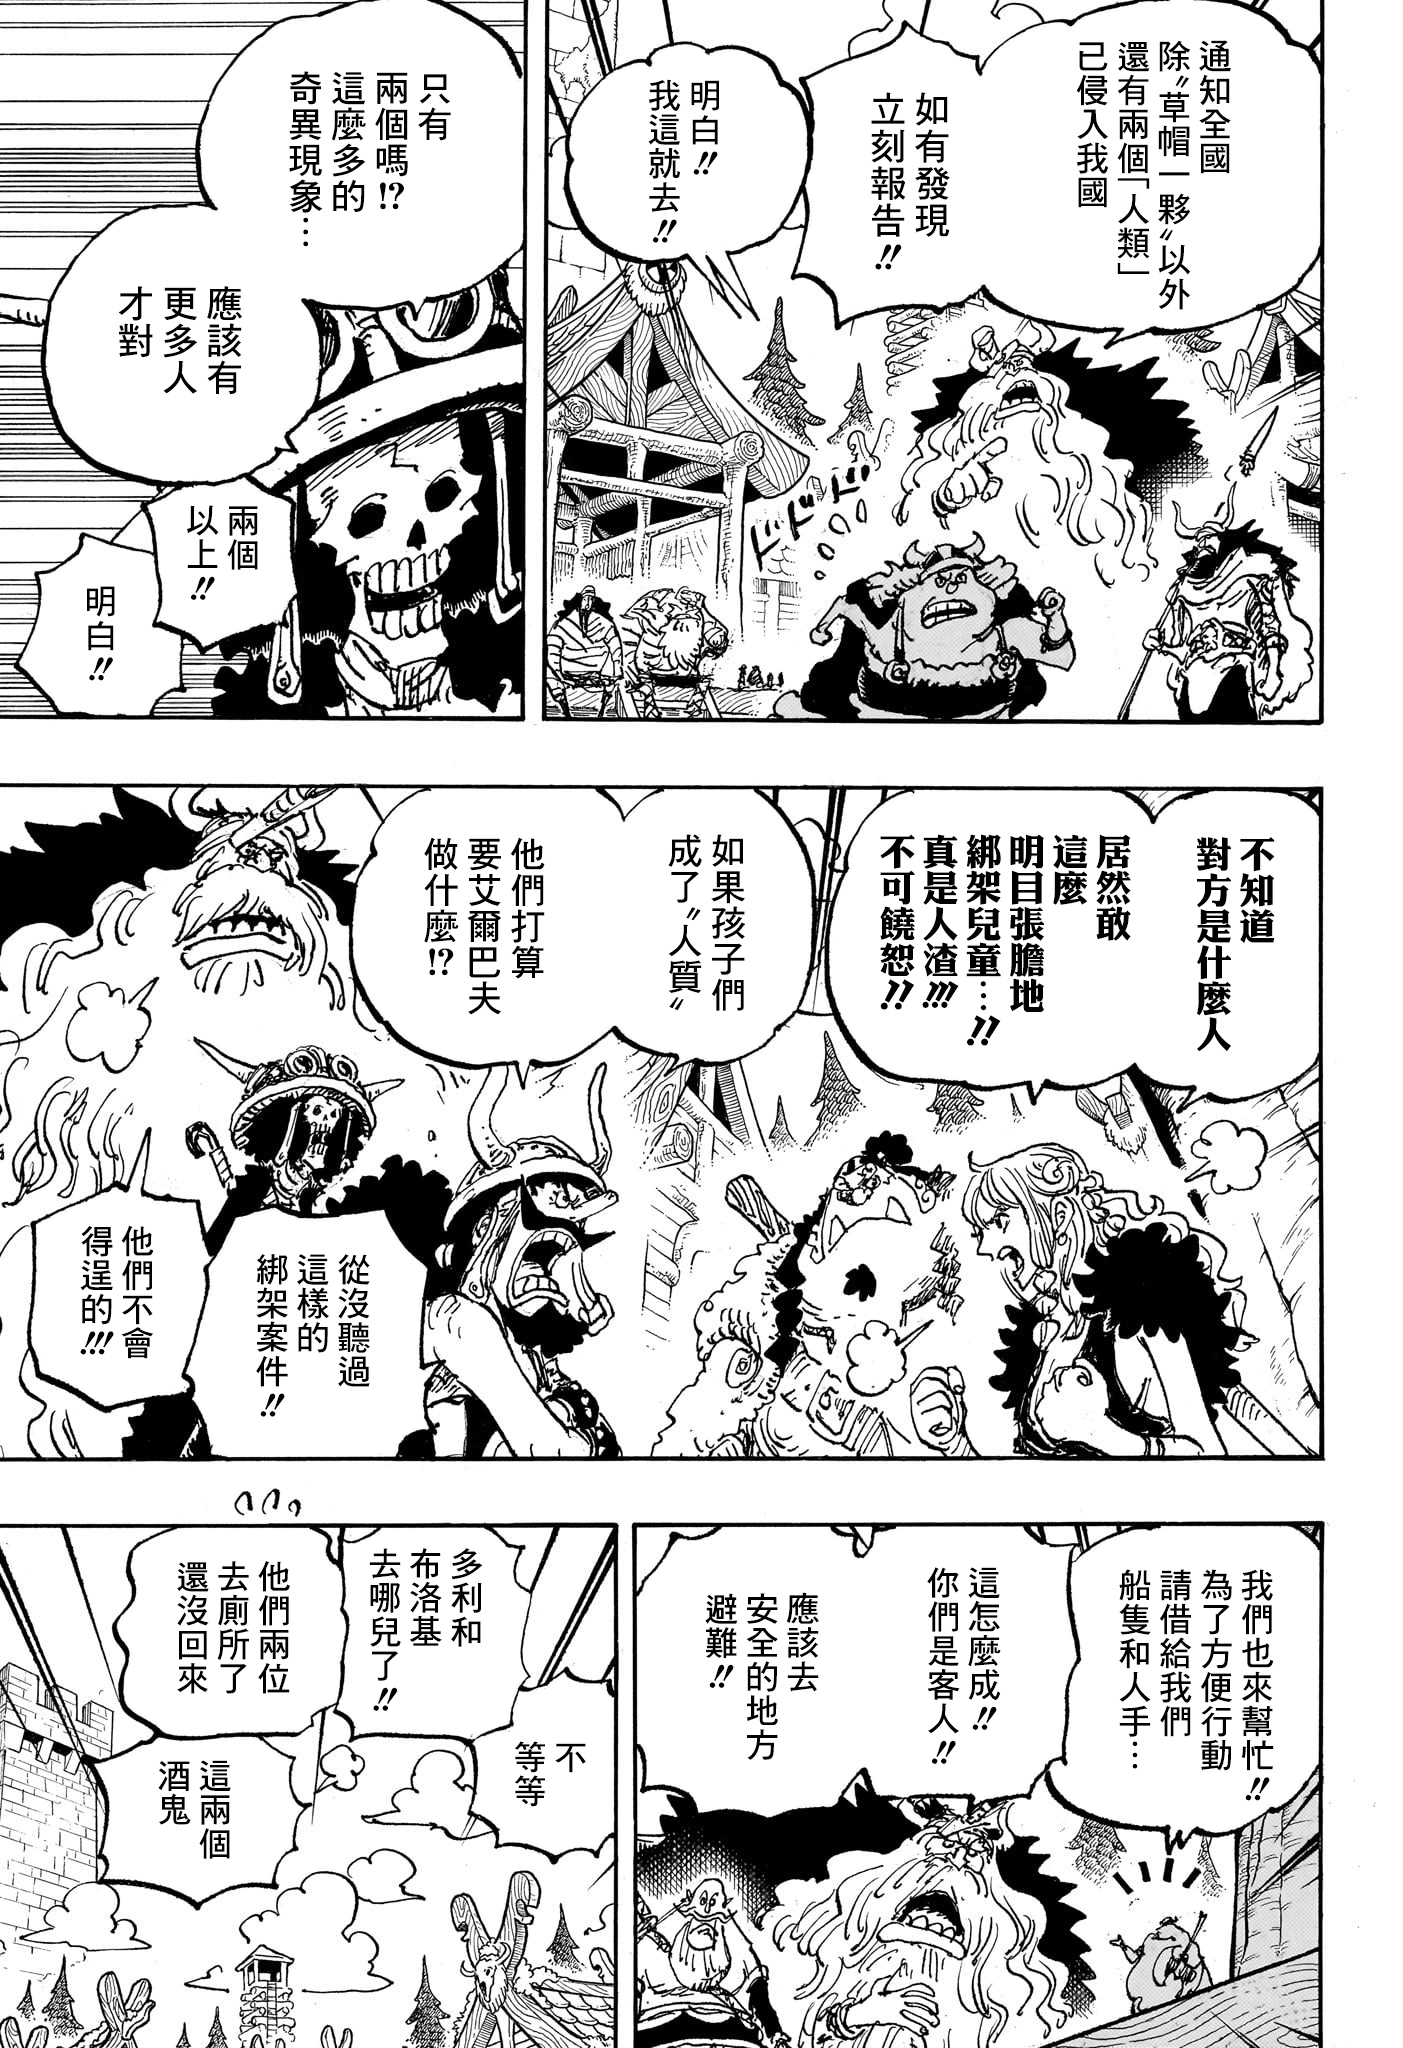 通知全國
除〝草帽一夥〞以外
還有兩個「人類」
已侵入我國
如有發現
立刻報告!!
明白!!
我這就去!!
ドドドド
只有
兩個嗎!?
這麼多的
奇異現象…
應該有
更多人
才對
兩個
以上!!
明白!!
不知道
對方是什麼人
居然敢
這麼
明目張膽地
綁架兒童…!!
真是人渣!!!
不可饒恕!!
如果孩子們
成了〝人質〞
他們打算
要艾爾巴夫
做什麼!?
從沒聽過
這樣的
綁架案件!!
他們不會
得逞的!!!
我們也來幫忙!!
為了方便行動
請借給我們
船隻和人手…
這怎麼成!!
你們是客人!!
應該去
安全的地方
避難!!
不
等等
多利和
布洛基
去哪兒了!!
他們兩位
去廁所了
還沒回來
這兩個
酒鬼